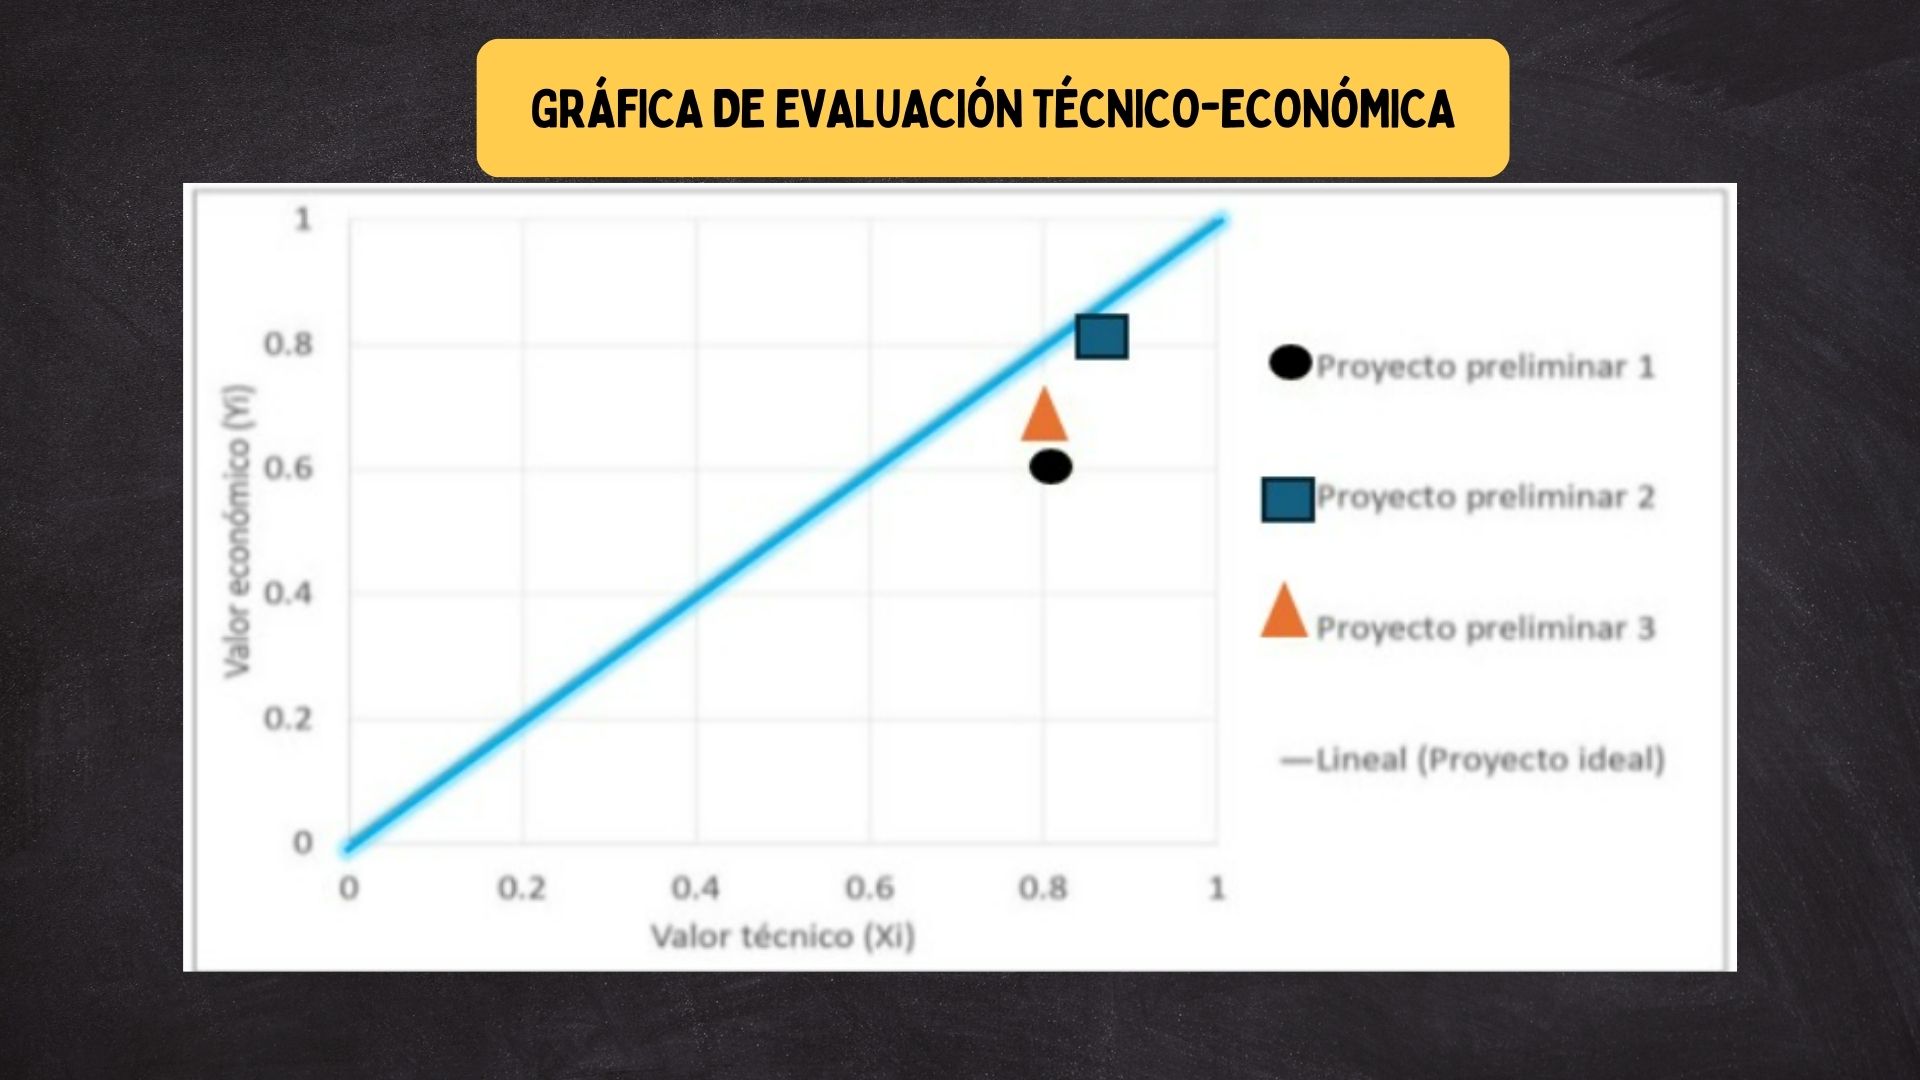 GRÁFICA DE EVALUACIÓN TÉCNICO-ECONÓMICA
1
0.8
0.6
0.4
0.2
0
Valor económico (Yi)
0 0.2 0.4 0.6 0.8 1
Valor técnico (Xi)
Proyecto preliminar 1
Proyecto preliminar 2
Proyecto preliminar 3
Lineal (Proyecto ideal)